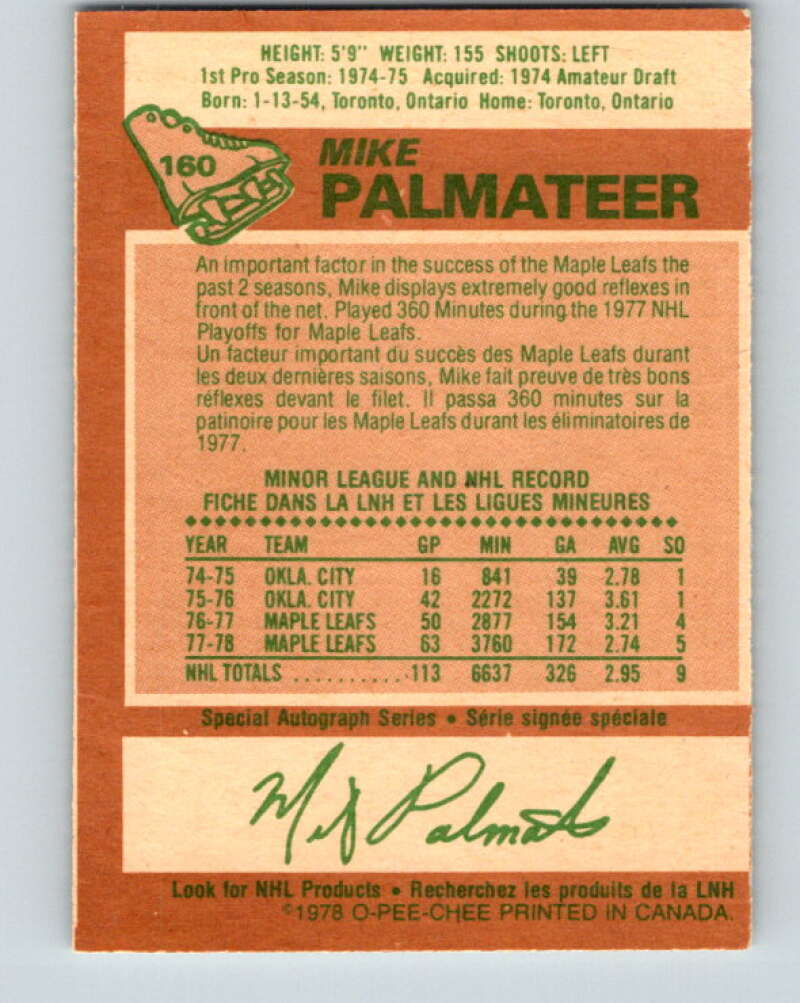 HEIGHT: 5'9" WEIGHT: 155 SHOOTS: LEFT
1st Pro Season: 1974-75 Acquired: 1974 Amateur Draft
Born: 1-13-54, Toronto, Ontario Home: Toronto, Ontario
160
MIKE
PALMATEER
An important factor in the success of the Maple Leafs the
past 2 seasons, Mike displays extremely good reflexes in
front of the net. Played 360 Minutes during the 1977 NHL
Playoffs for Maple Leafs.
Un facteur important du succès des Maple Leafs durant
les deux dernières saisons, Mike fait preuve de très bons
réflexes devant le filet. Il passa 360 minutes sur la
patinoire pour les Maple Leafs durant les éliminatoires de
1977.
MINOR LEAGUE AND NHL RECORD
FICHE DANS LA LNH ET LES LIGUES MINEURES
YEAR TEAM GP MIN GA AVG SO
74-75 OKLA. CITY 16 841 39 2.78 1
75-76 OKLA. CITY 42 2272 137 3.61 1
76-77 MAPLE LEAFS 50 2877 154 3.21 4
77-78 MAPLE LEAFS 63 3760 172 2.74 5
NHL TOTALS ..........113 6637 326 2.95 9
Special Autograph Series • Série signée spéciale
Mike Palmateer
Look for NHL Products • Recherchez les produits de la LNH
©1978 O-PEE-CHEE PRINTED IN CANADA.